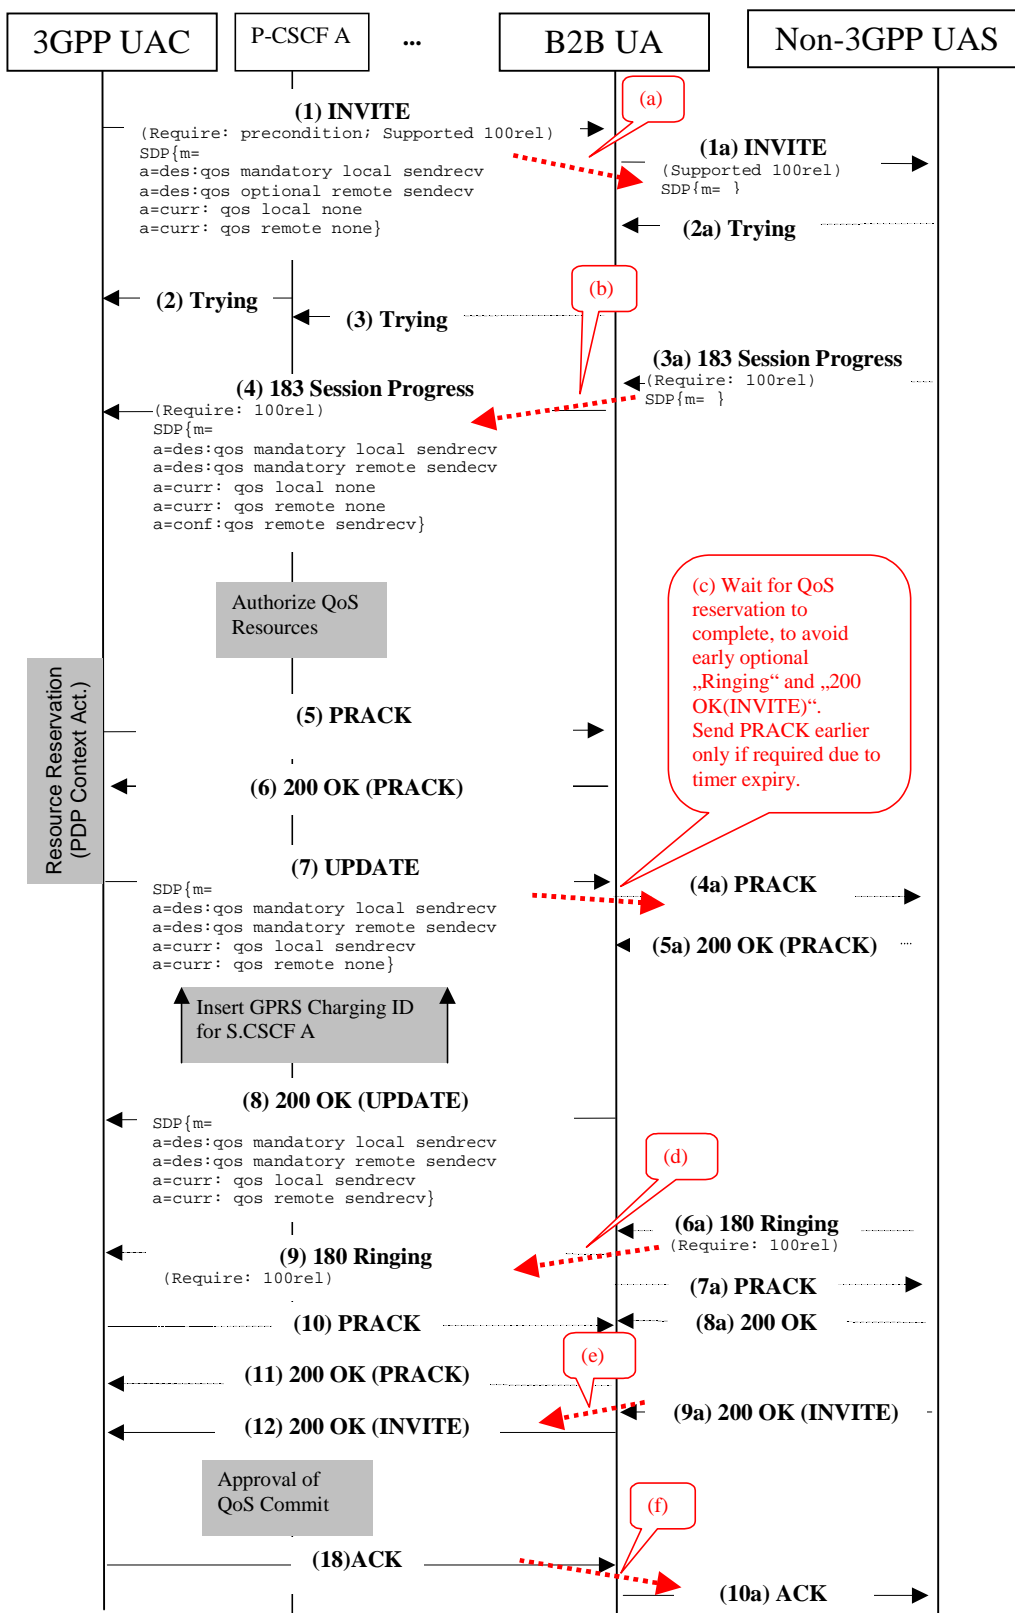 3GPP UAC
P-CSCF A
...
B2B UA
Non-3GPP UAS
(1) INVITE
(Require: precondition; Supported 100rel)
SDP{m=
a=des:qos mandatory local sendrecv
a=des:qos optional remote sendecv
a=curr: qos local none
a=curr: qos remote none}
(a)
(1a) INVITE
(Supported 100rel)
SDP{m= }
(2a) Trying
(2) Trying
(3) Trying
(b)
(3a) 183 Session Progress
(Require: 100rel)
SDP{m= }
(4) 183 Session Progress
(Require: 100rel)
SDP{m=
a=des:qos mandatory local sendrecv
a=des:qos mandatory remote sendecv
a=curr: qos local none
a=curr: qos remote none
a=conf:qos remote sendrecv}
Authorize QoS
Resources
(c) Wait for QoS
reservation to
complete, to avoid
early optional
„Ringing“ and „200
OK(INVITE)“.
Send PRACK earlier
only if required due to
timer expiry.
Resource Reservation
(PDP Context Act.)
(5) PRACK
(6) 200 OK (PRACK)
(7) UPDATE
SDP{m=
a=des:qos mandatory local sendrecv
a=des:qos mandatory remote sendecv
a=curr: qos local sendrecv
a=curr: qos remote none}
(4a) PRACK
(5a) 200 OK (PRACK)
Insert GPRS Charging ID
for S.CSCF A
(8) 200 OK (UPDATE)
SDP{m=
a=des:qos mandatory local sendrecv
a=des:qos mandatory remote sendecv
a=curr: qos local sendrecv
a=curr: qos remote sendrecv}
(d)
(6a) 180 Ringing
(Require: 100rel)
(9) 180 Ringing
(Require: 100rel)
(7a) PRACK
(10) PRACK
(8a) 200 OK
(e)
(11) 200 OK (PRACK)
(9a) 200 OK (INVITE)
(12) 200 OK (INVITE)
Approval of
QoS Commit
(f)
(18)ACK
(10a) ACK